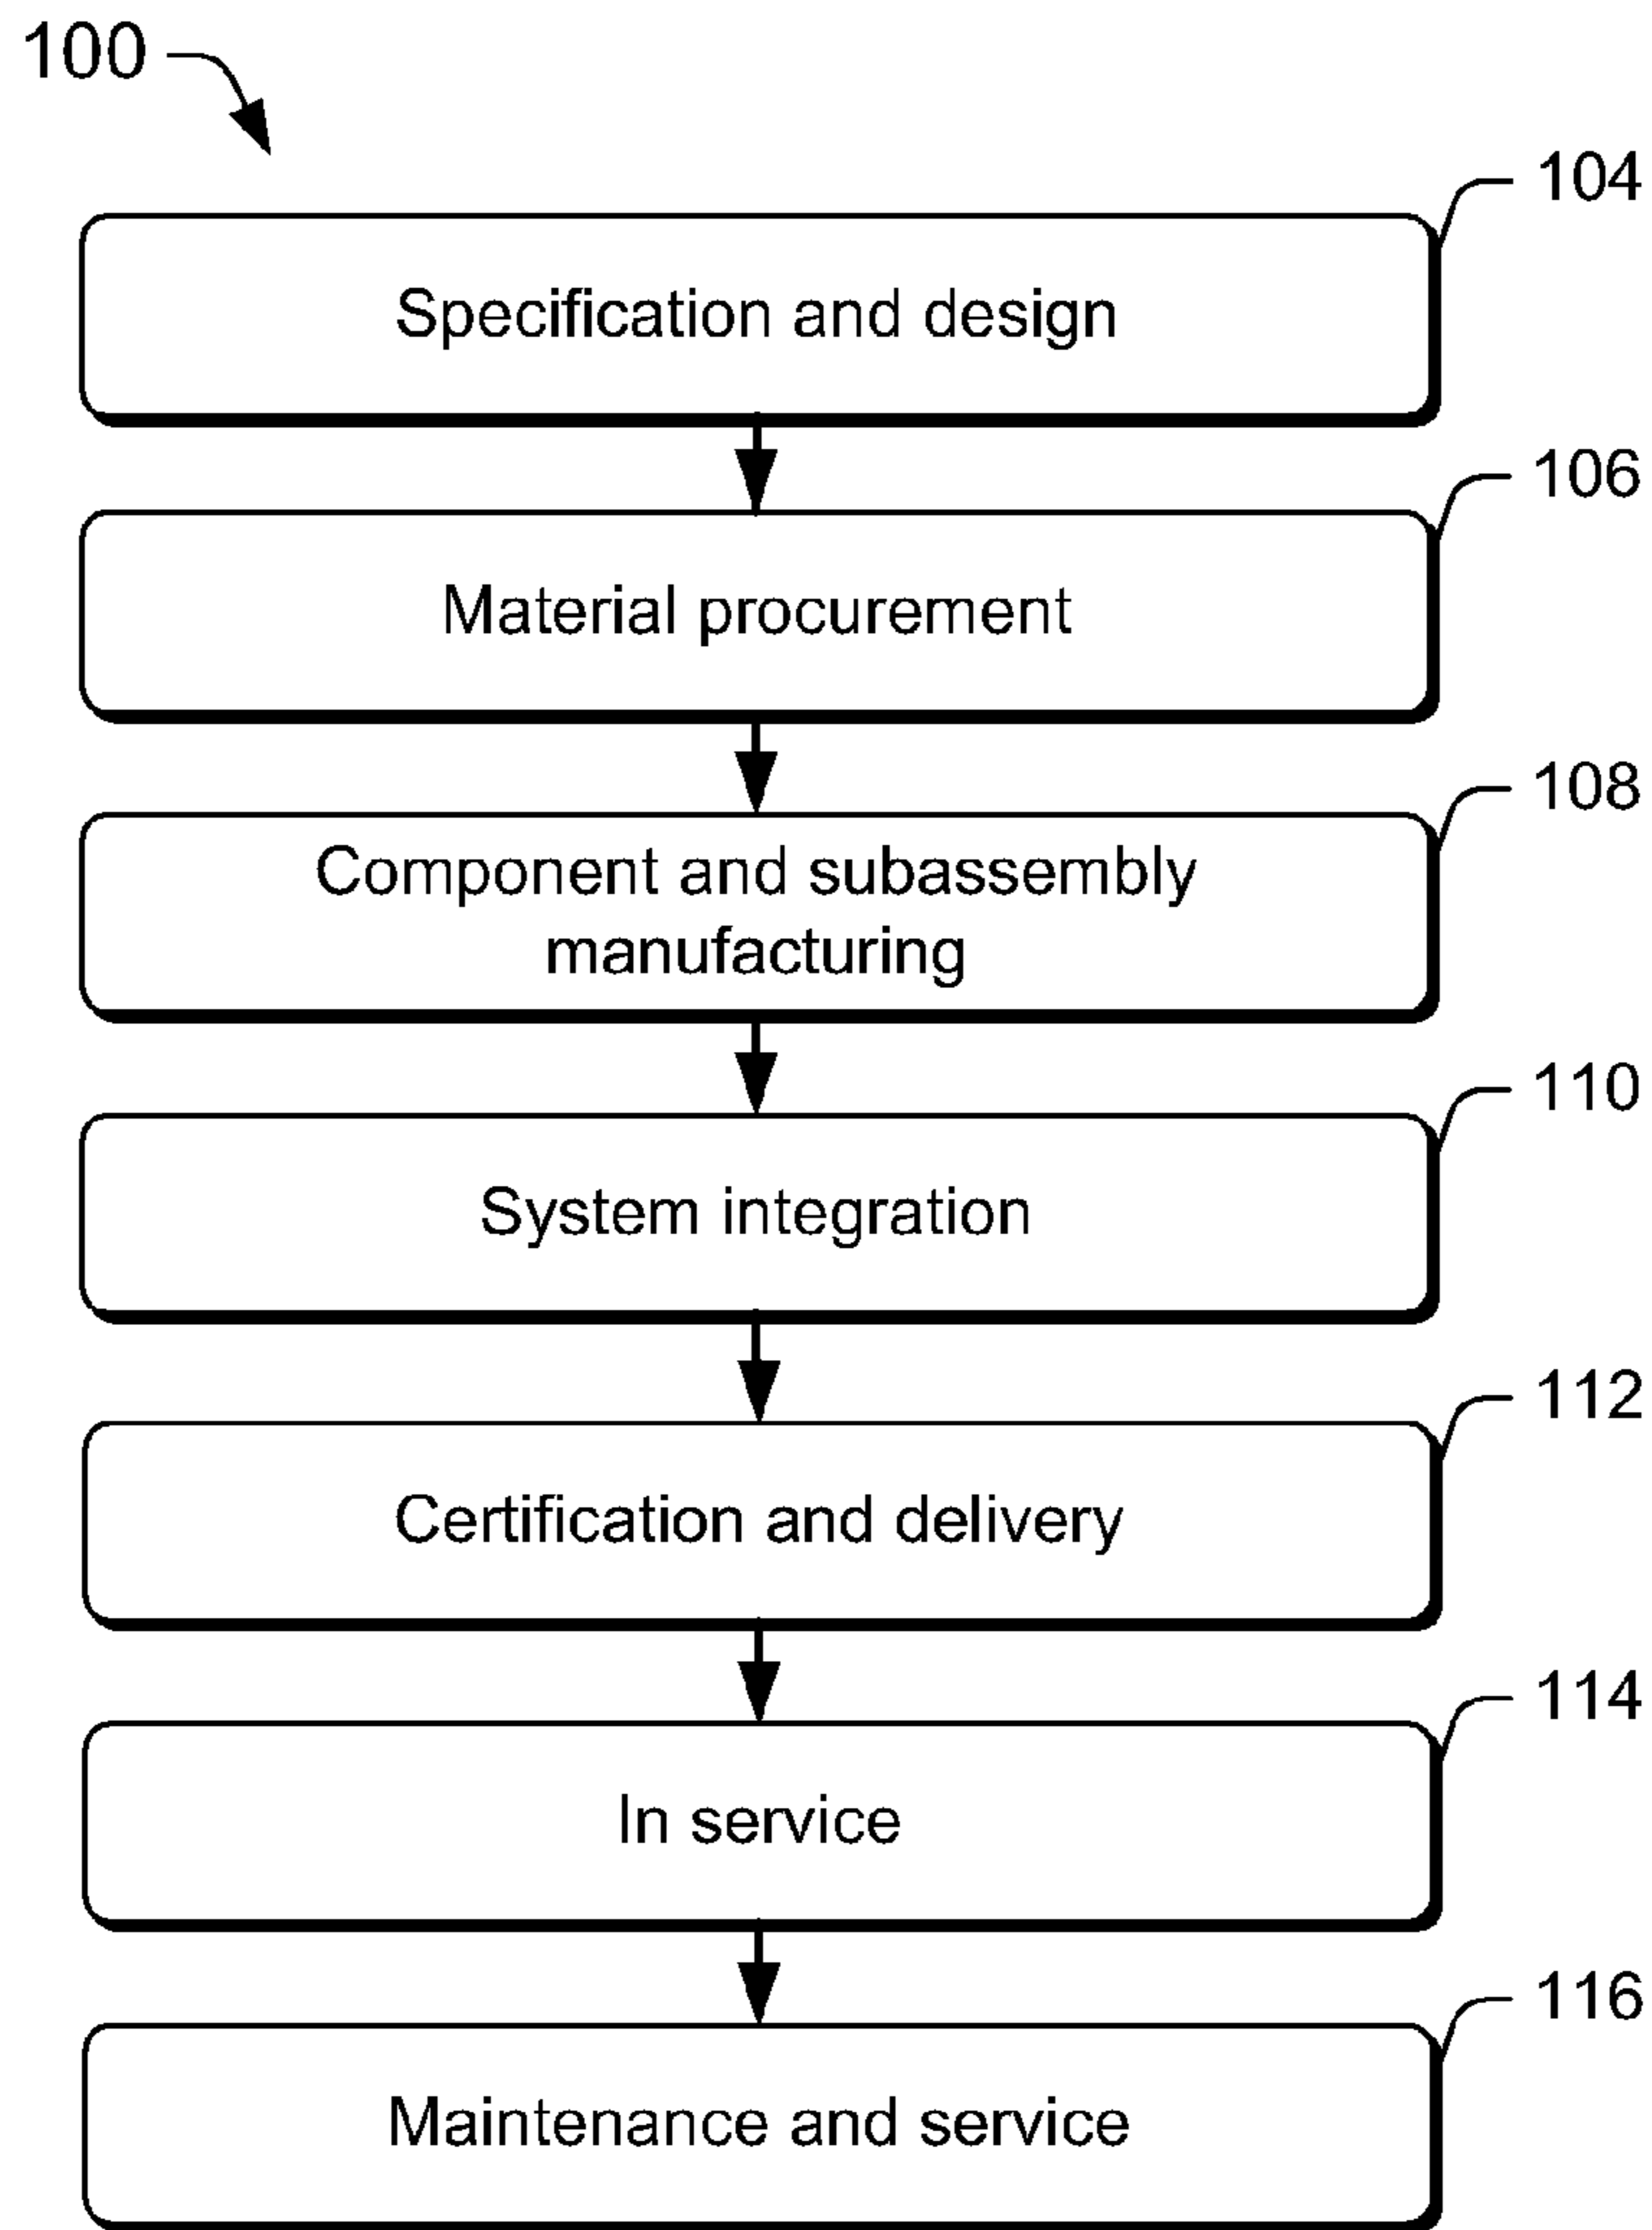 100
104
Specification and design
106
Material procurement
108
Component and subassembly
manufacturing
110
System integration
112
Certification and delivery
114
In service
116
Maintenance and service